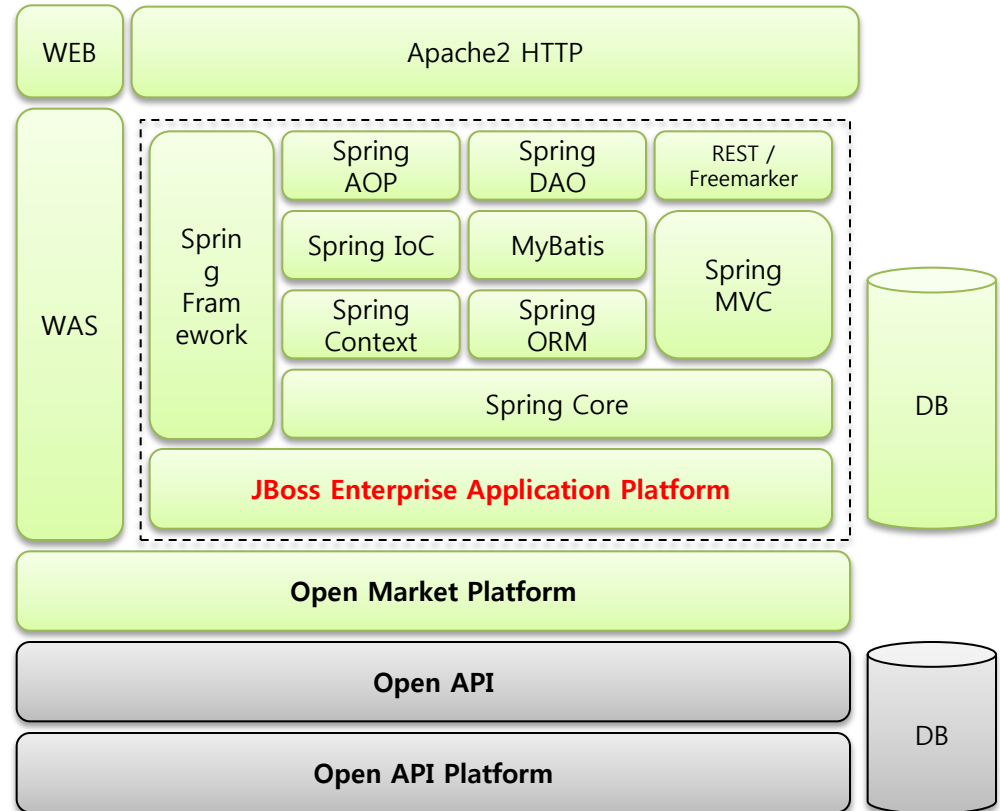 WEB
Apache2 HTTP
WAS
Sprin
g
Fram
ework
Spring
AOP
Spring
DAO
REST /
Freemarker
Spring IoC
MyBatis
Spring
MVC
Spring
Context
Spring
ORM
Spring Core
JBoss Enterprise Application Platform
DB
Open Market Platform
Open API
Open API Platform
DB